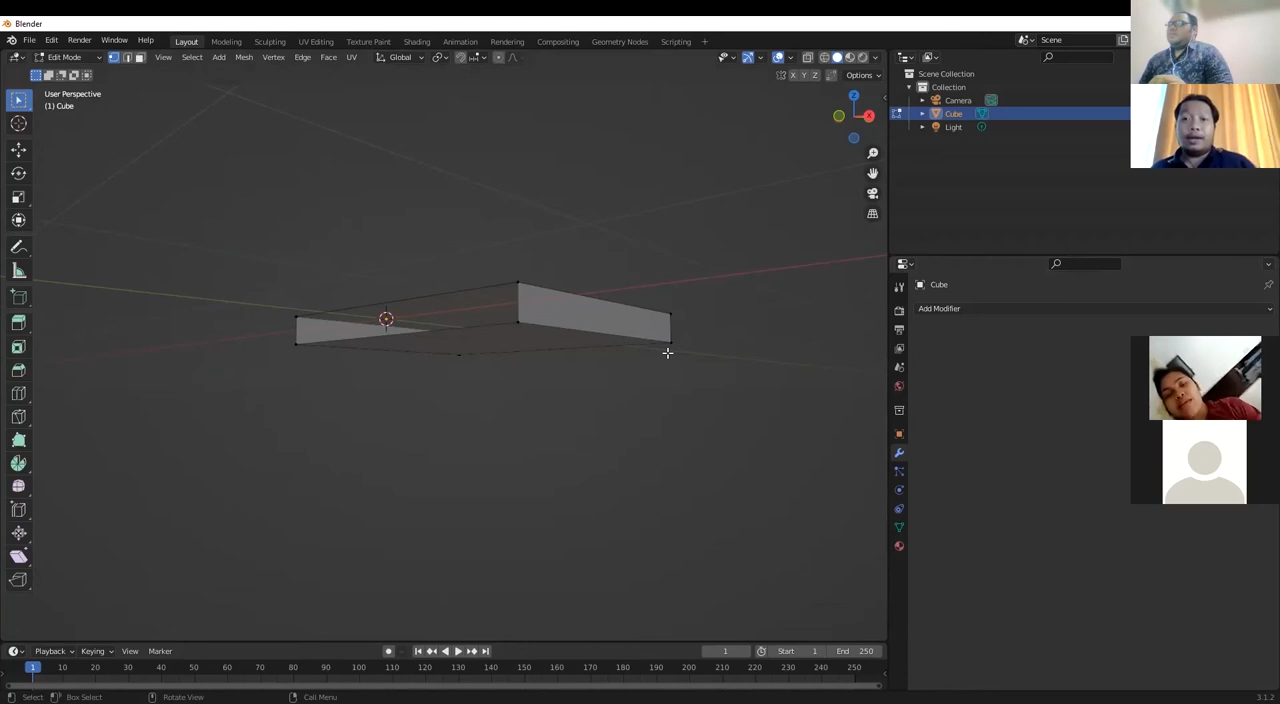 Blender
File Edit Render Window Help Layout Modeling Sculpting UV Editing Texture Paint Shading Animation Rendering Compositing Geometry Nodes Scripting + Scene
Edit Mode View Select Add Mesh Vertex Edge Face UV Global
X Y Z Options
User Perspective
(1) Cube
Z
X
Scene Collection
Collection
Camera
Cube
Light
Cube
Add Modifier
Playback Keying View Marker 1 Start 1 End 250
1 10 20 30 40 50 60 70 80 90 100 110 120 130 140 150 160 170 180 190 200 210 220 230 240 250
Select Box Select Rotate View Call Menu 3.1.2